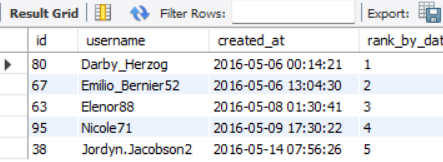 Result Grid Filter Rows: Export:
id username created_at rank_by_dat
80 Darby_Herzog 2016-05-06 00:14:21 1
67 Emilio_Bernier52 2016-05-06 13:04:30 2
63 Elenor88 2016-05-08 01:30:41 3
95 Nicole71 2016-05-09 17:30:22 4
38 Jordyn.Jacobson2 2016-05-14 07:56:26 5